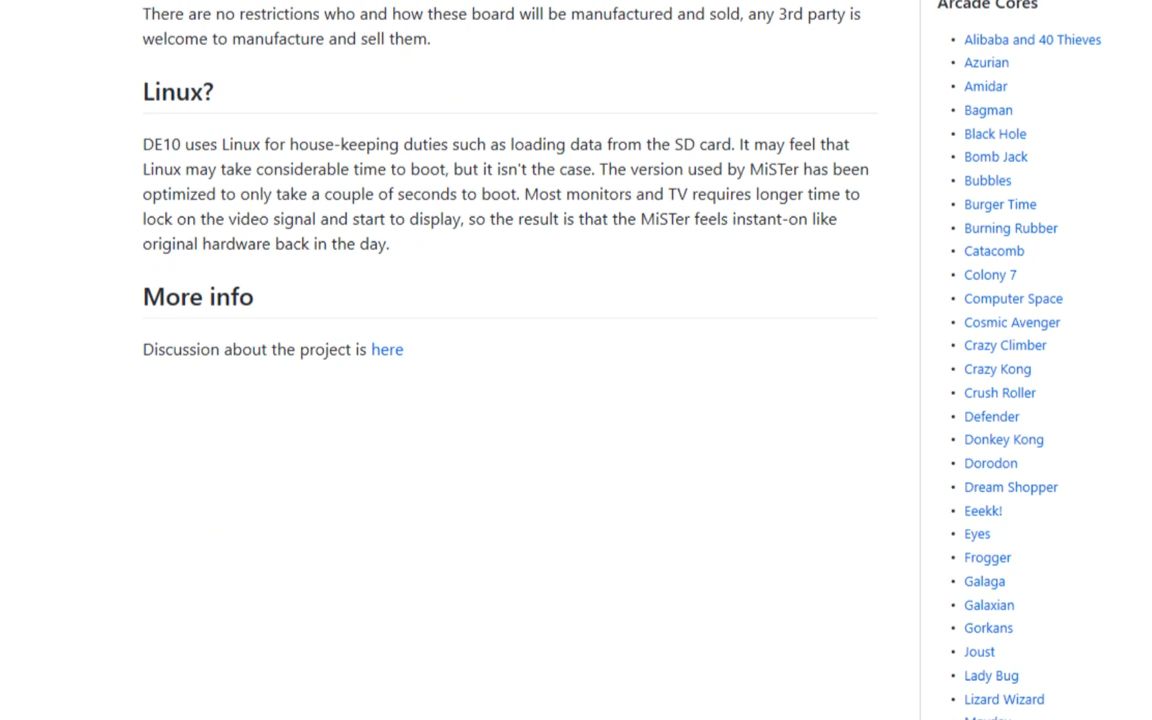 There are no restrictions who and how these board will be manufactured and sold, any 3rd party is
welcome to manufacture and sell them.
Linux?
DE10 uses Linux for house-keeping duties such as loading data from the SD card. It may feel that
Linux may take considerable time to boot, but it isn't the case. The version used by MiSTer has been
optimized to only take a couple of seconds to boot. Most monitors and TV requires longer time to
lock on the video signal and start to display, so the result is that the MiSTer feels instant-on like
original hardware back in the day.
More info
Discussion about the project is here
Arcade Cores
• Alibaba and 40 Thieves
• Azurian
• Amidar
• Bagman
• Black Hole
• Bomb Jack
• Bubbles
• Burger Time
• Burning Rubber
• Catacomb
• Colony 7
• Computer Space
• Cosmic Avenger
• Crazy Climber
• Crazy Kong
• Crush Roller
• Defender
• Donkey Kong
• Dorodon
• Dream Shopper
• Eeekk!
• Eyes
• Frogger
• Galaga
• Galaxian
• Gorkans
• Joust
• Lady Bug
• Lizard Wizard